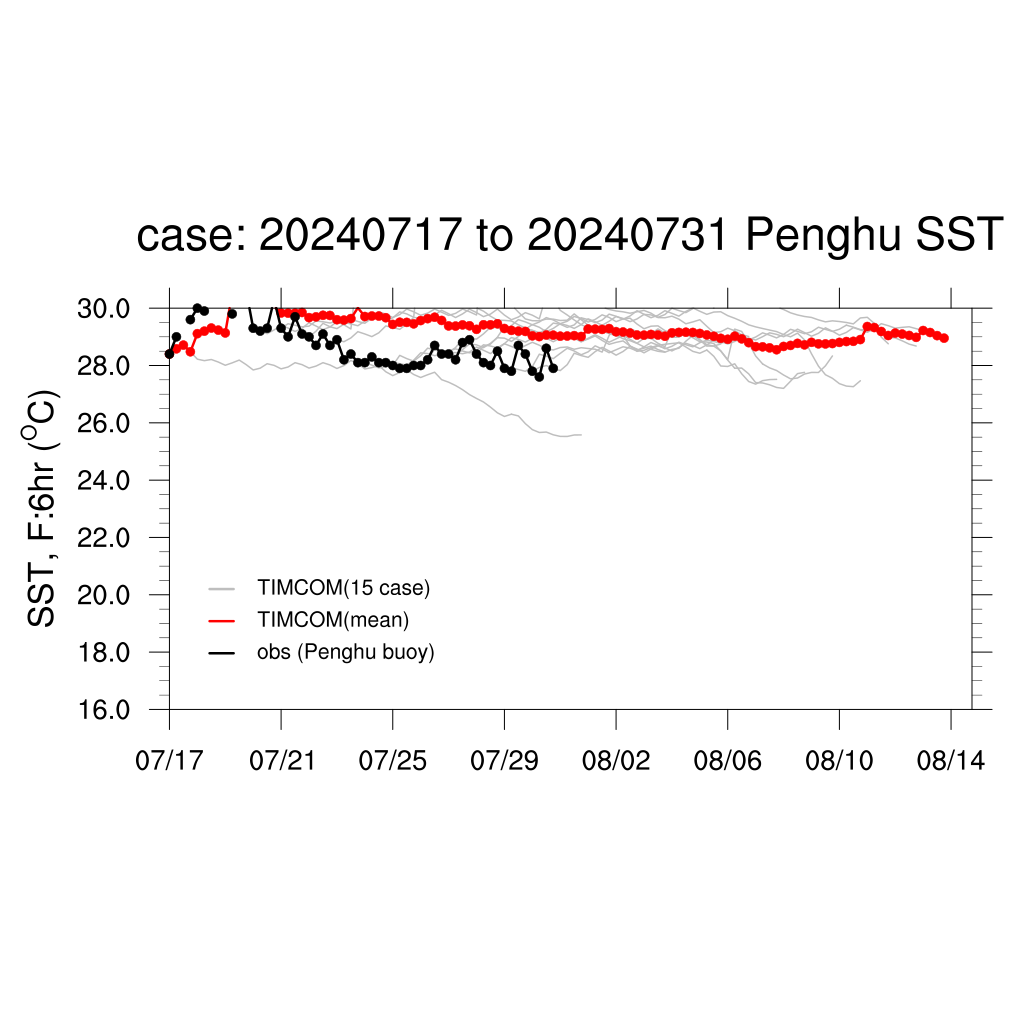 case: 20240717 to 20240731 Penghu SST
SST, F:6hr (°C)
30.0
28.0
26.0
24.0
22.0
20.0
18.0
16.0
TIMCOM(15 case)
TIMCOM(mean)
obs (Penghu buoy)
07/17 07/21 07/25 07/29 08/02 08/06 08/10 08/14